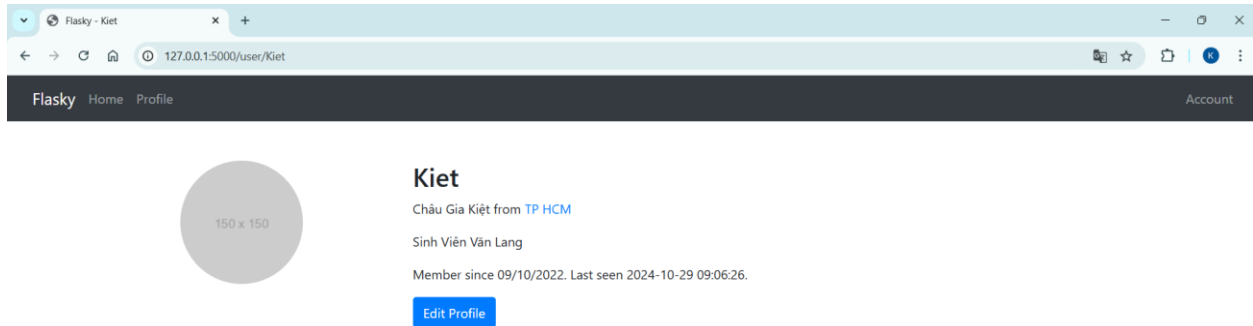 Flasky - Kiet
127.0.0.1:5000/user/Kiet
K
Flasky Home Profile Account
150 x 150
Kiet
Châu Gia Kiệt from TP HCM
Sinh Viên Văn Lang
Member since 09/10/2022. Last seen 2024-10-29 09:06:26.
Edit Profile